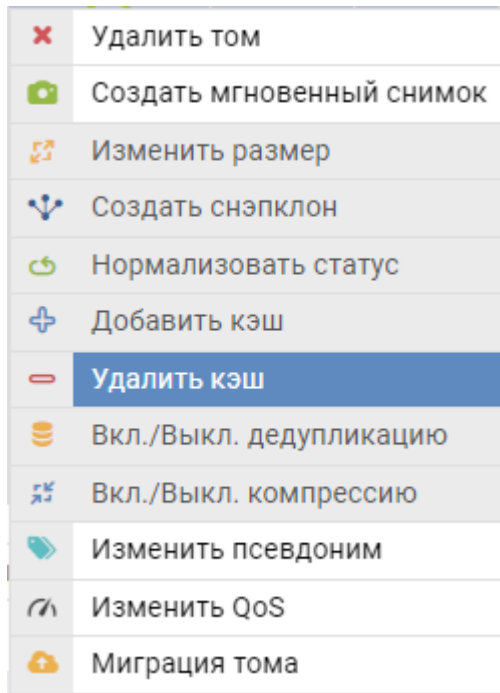 Удалить том
Создать мгновенный снимок
Изменить размер
Создать снэпклон
Нормализовать статус
Добавить кэш
Удалить кэш
Вкл./Выкл. дедупликацию
Вкл./Выкл. компрессию
Изменить псевдоним
Изменить QoS
Миграция тома